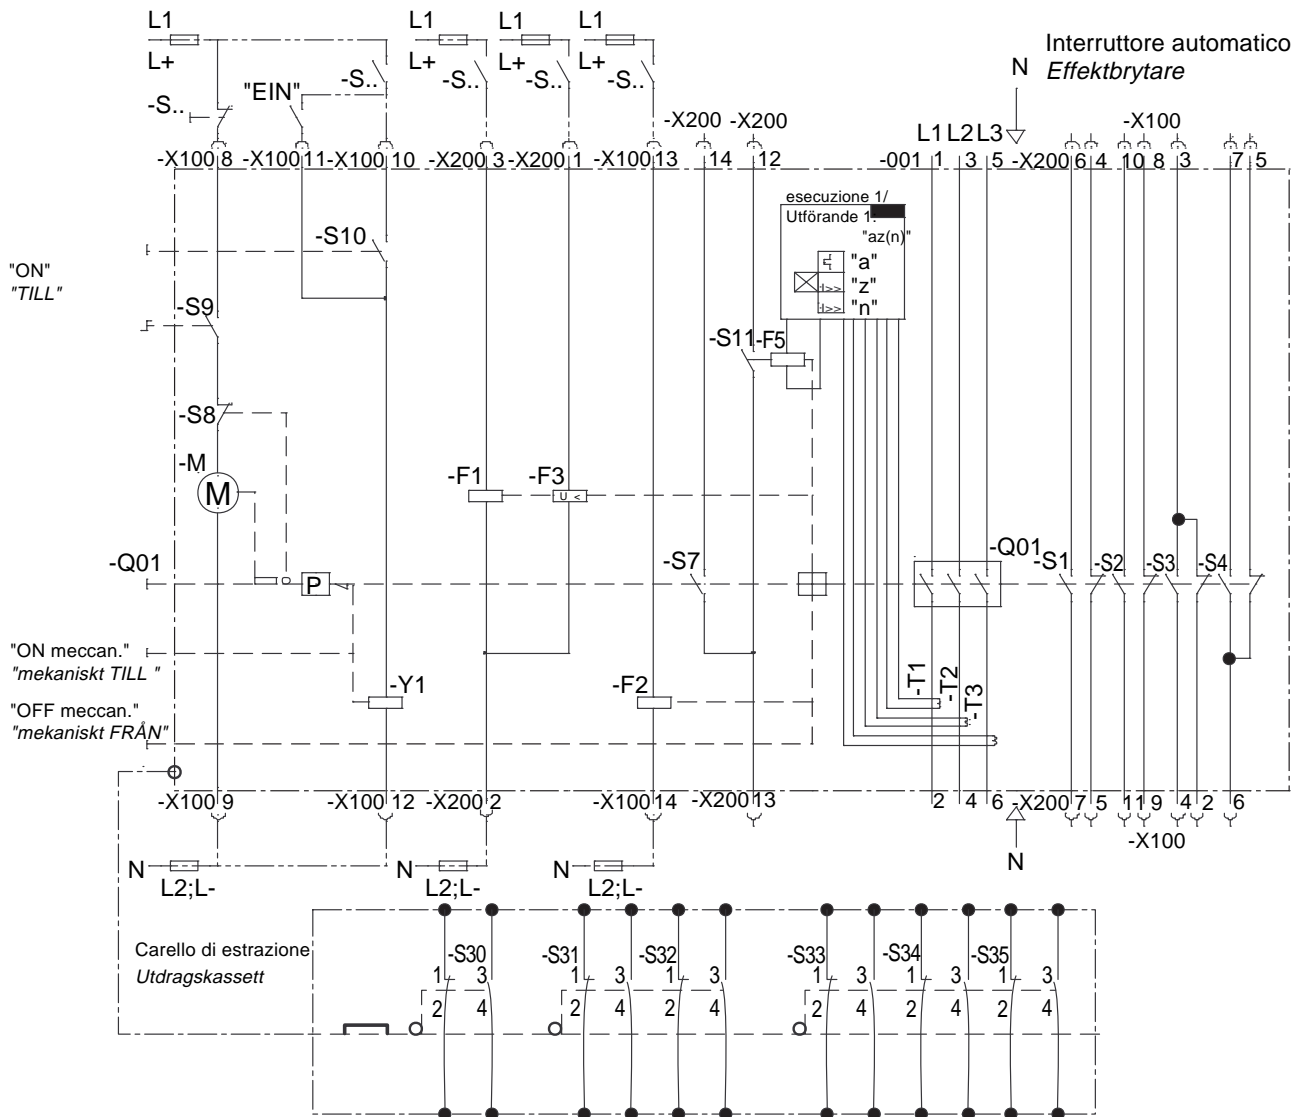 L1 L1 L1 L1
L+ L+ L+ L+
-S.. -S.. -S.. -S..
-S.. "EIN"
Interruttore automatico
Effektbrytare
N
-X200 -X200 L1 L2 L3 -X100
-X100 8 -X100 11 -X100 10 -X200 3 -X200 1 -X100 13 14 12 -001 1 3 5 -X200 6 4 10 8 3 7 5
esecuzione 1/
Utförande 1:
"az(n)"
"a"
I>> "z"
I>> "n"
-S10
"ON"
"TILL"
-S9
-S11 -F5
-S8
-M
M
-F1 -F3
U <
-Q01
P
-S7
-Q01 -S1 -S2 -S3 -S4
"ON meccan."
"mekaniskt TILL "
-Y1 -F2
-T1 -T2 -T3
"OFF meccan."
"mekaniskt FRÅN"
-X100 9 -X100 12 -X200 2 -X100 14 -X200 13 2 4 6 -X200 7 5 11 9 4 2 6
-X100
N N N N
L2;L- L2;L- L2;L-
Carello di estrazione
Utdragskassett
-S30 -S31 -S32 -S33 -S34 -S35
1 3 1 3 1 3 1 3 1 3 1 3
2 4 2 4 2 4 2 4 2 4 2 4